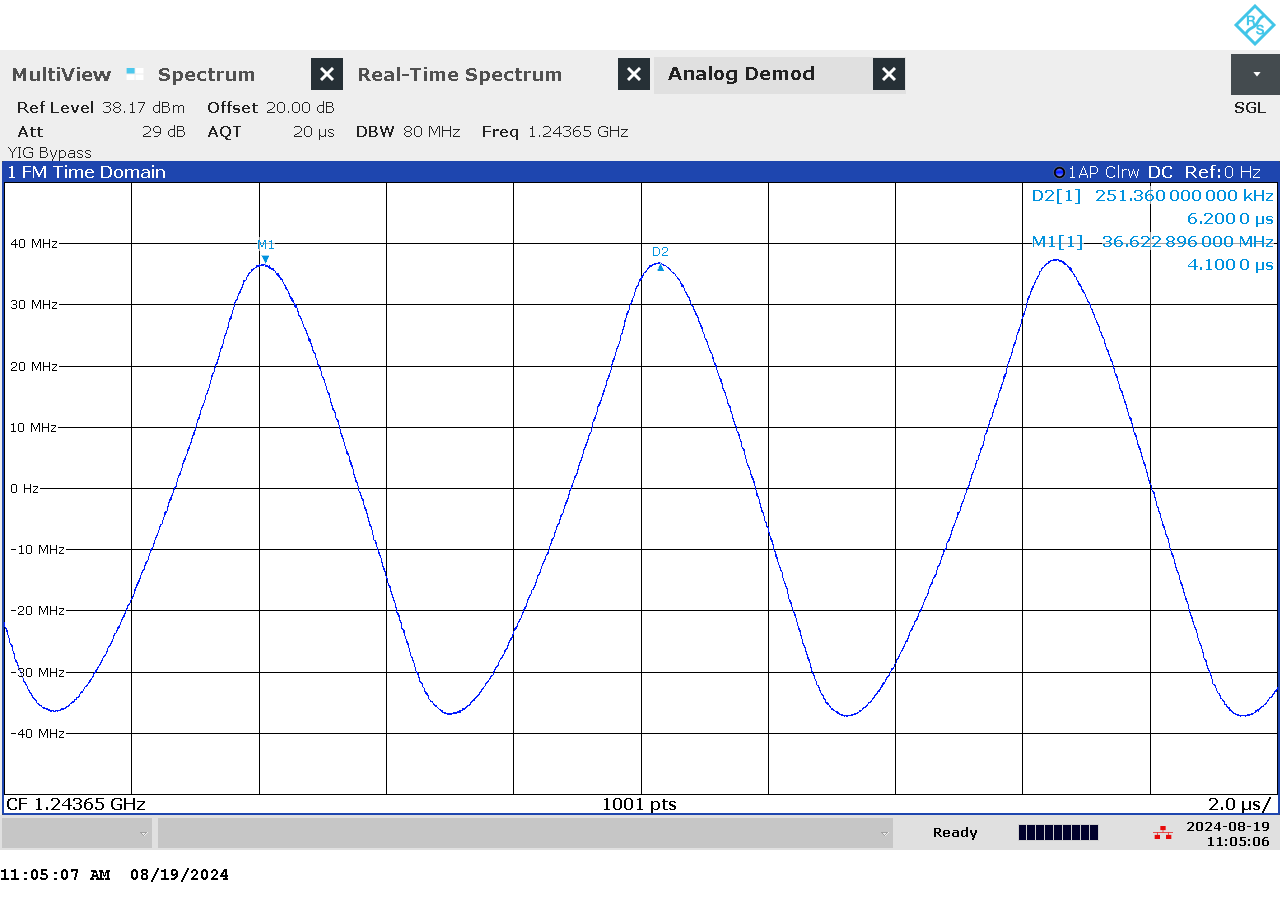 R/S
MultiView Spectrum Real-Time Spectrum Analog Demod
Ref Level 38.17 dBm Offset 20.00 dB
SGL
Att 29 dB AQT 20 µs DBW 80 MHz Freq 1.24365 GHz
YIG Bypass
1 FM Time Domain 1AP Clrw DC Ref:0 Hz
D2[1] 251.360 000 000 kHz
6.200 0 µs
M1[1] 36.622 896 000 MHz
4.100 0 µs
M1
D2
40 MHz
30 MHz
20 MHz
10 MHz
0 Hz
-10 MHz
-20 MHz
-30 MHz
-40 MHz
CF 1.24365 GHz 1001 pts 2.0 µs/
Ready 2024-08-19
11:05:06
11:05:07 AM 08/19/2024